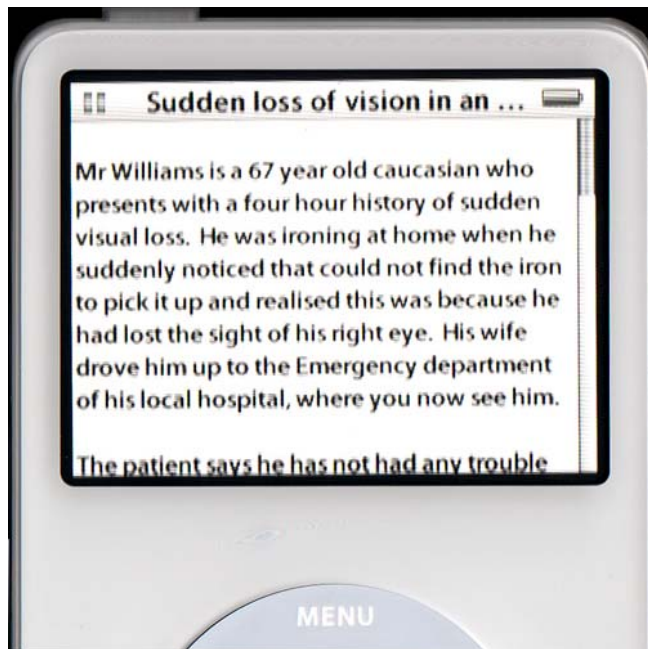 Sudden loss of vision in an ...
Mr Williams is a 67 year old caucasian who
presents with a four hour history of sudden
visual loss. He was ironing at home when he
suddenly noticed that could not find the iron
to pick it up and realised this was because he
had lost the sight of his right eye. His wife
drove him up to the Emergency department
of his local hospital, where you now see him.
The patient says he has not had any trouble
MENU